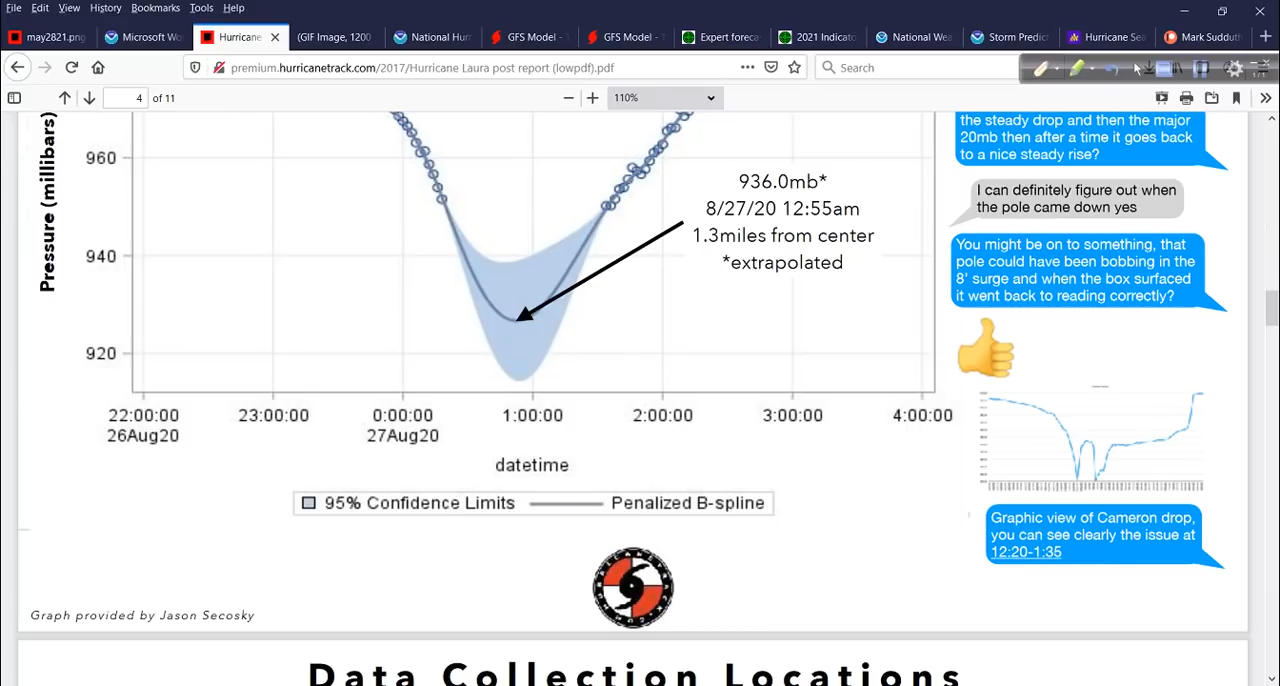 File Edit View History Bookmarks Tools Help
may2821.png
Microsoft Wo
Hurricane
(GIF Image, 1200
National Hurr
GFS Model -
GFS Model -
Expert foreca
2021 Indicato
National Wea
Storm Predic
Hurricane Sea
Mark Sudduth
premium.hurricanetrack.com/2017/Hurricane Laura post report (lowpdf).pdf
Search
4 of 11
110%
Pressure (millibars)
960
940
920
936.0mb*
8/27/20 12:55am
1.3miles from center
*extrapolated
22:00:00 23:00:00 0:00:00 1:00:00 2:00:00 3:00:00 4:00:00
26Aug20 27Aug20
datetime
95% Confidence Limits Penalized B-spline
Graph provided by Jason Secosky
the steady drop and then the major
20mb then after a time it goes back
to a nice steady rise?
I can definitely figure out when
the pole came down yes
You might be on to something, that
pole could have been bobbing in the
8' surge and when the box surfaced
it went back to reading correctly?
Graphic view of Cameron drop,
you can see clearly the issue at
12:20-1:35
Data Collection Locations